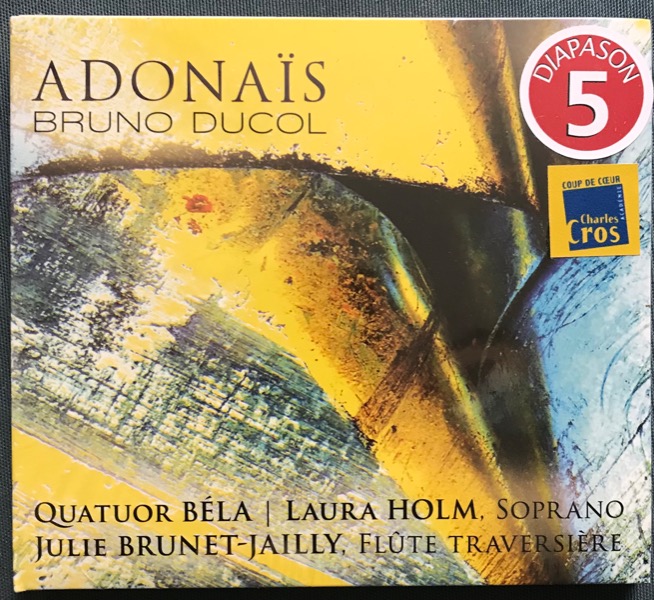 ADONAÏS
BRUNO DUCOL
DIAPASON
5
COUP DE CŒUR
Charles
Cros
ACADÉMIE
QUATUOR BÉLA | LAURA HOLM, SOPRANO
JULIE BRUNET-JAILLY, FLÛTE TRAVERSIÈRE